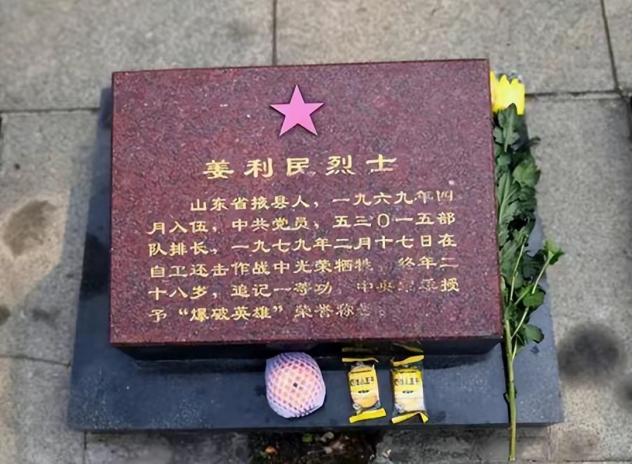 姜利民烈士
山东省掖县人，一九六九年四
月入伍，中共党员，五三〇一五部
队排长，一九七九年二月十七日在
自卫还击作战中光荣牺牲，终年二
十八岁，追记一等功，中央军委授
予“爆破英雄”荣誉称